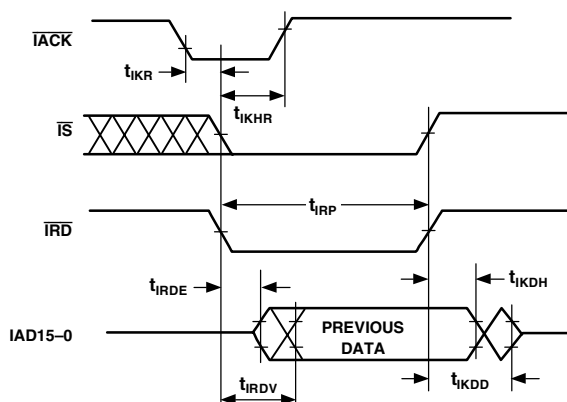 IACK
tIKR
tIKHR
IS
tIRP
IRD
tIRDE
tIKDH
IAD15–0
PREVIOUS
DATA
tIRDV
tIKDD